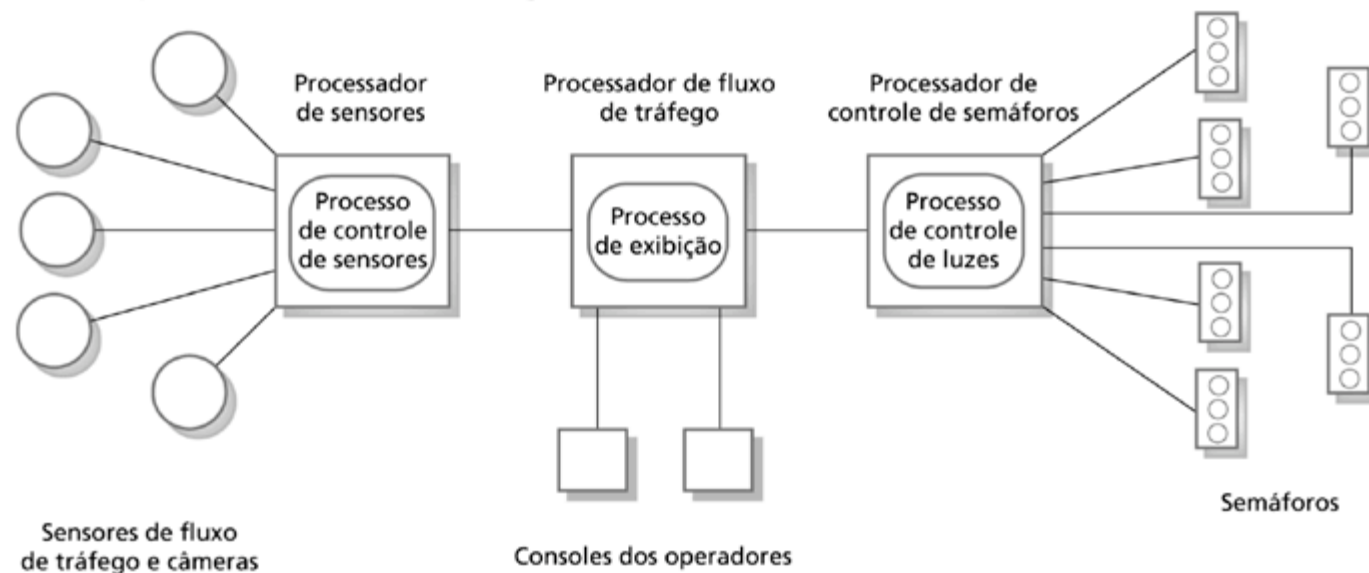 Processador
de sensores
Processador de fluxo
de tráfego
Processador de
controle de semáforos
Processo
de controle
de sensores
Processo
de exibição
Processo
de controle
de luzes
Sensores de fluxo
de tráfego e câmeras
Consoles dos operadores
Semáforos